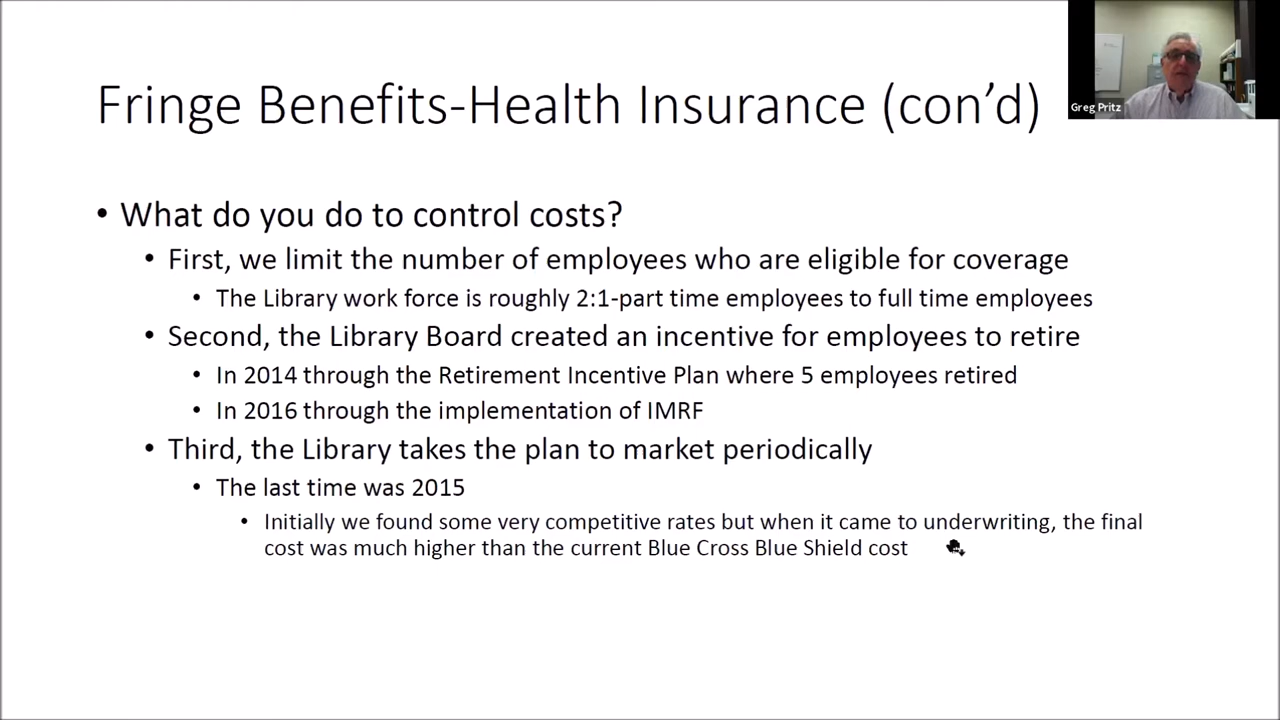 Fringe Benefits-Health Insurance (con’d)
Greg Pritz
• What do you do to control costs?
• First, we limit the number of employees who are eligible for coverage
• The Library work force is roughly 2:1-part time employees to full time employees
• Second, the Library Board created an incentive for employees to retire
• In 2014 through the Retirement Incentive Plan where 5 employees retired
• In 2016 through the implementation of IMRF
• Third, the Library takes the plan to market periodically
• The last time was 2015
• Initially we found some very competitive rates but when it came to underwriting, the final
cost was much higher than the current Blue Cross Blue Shield cost